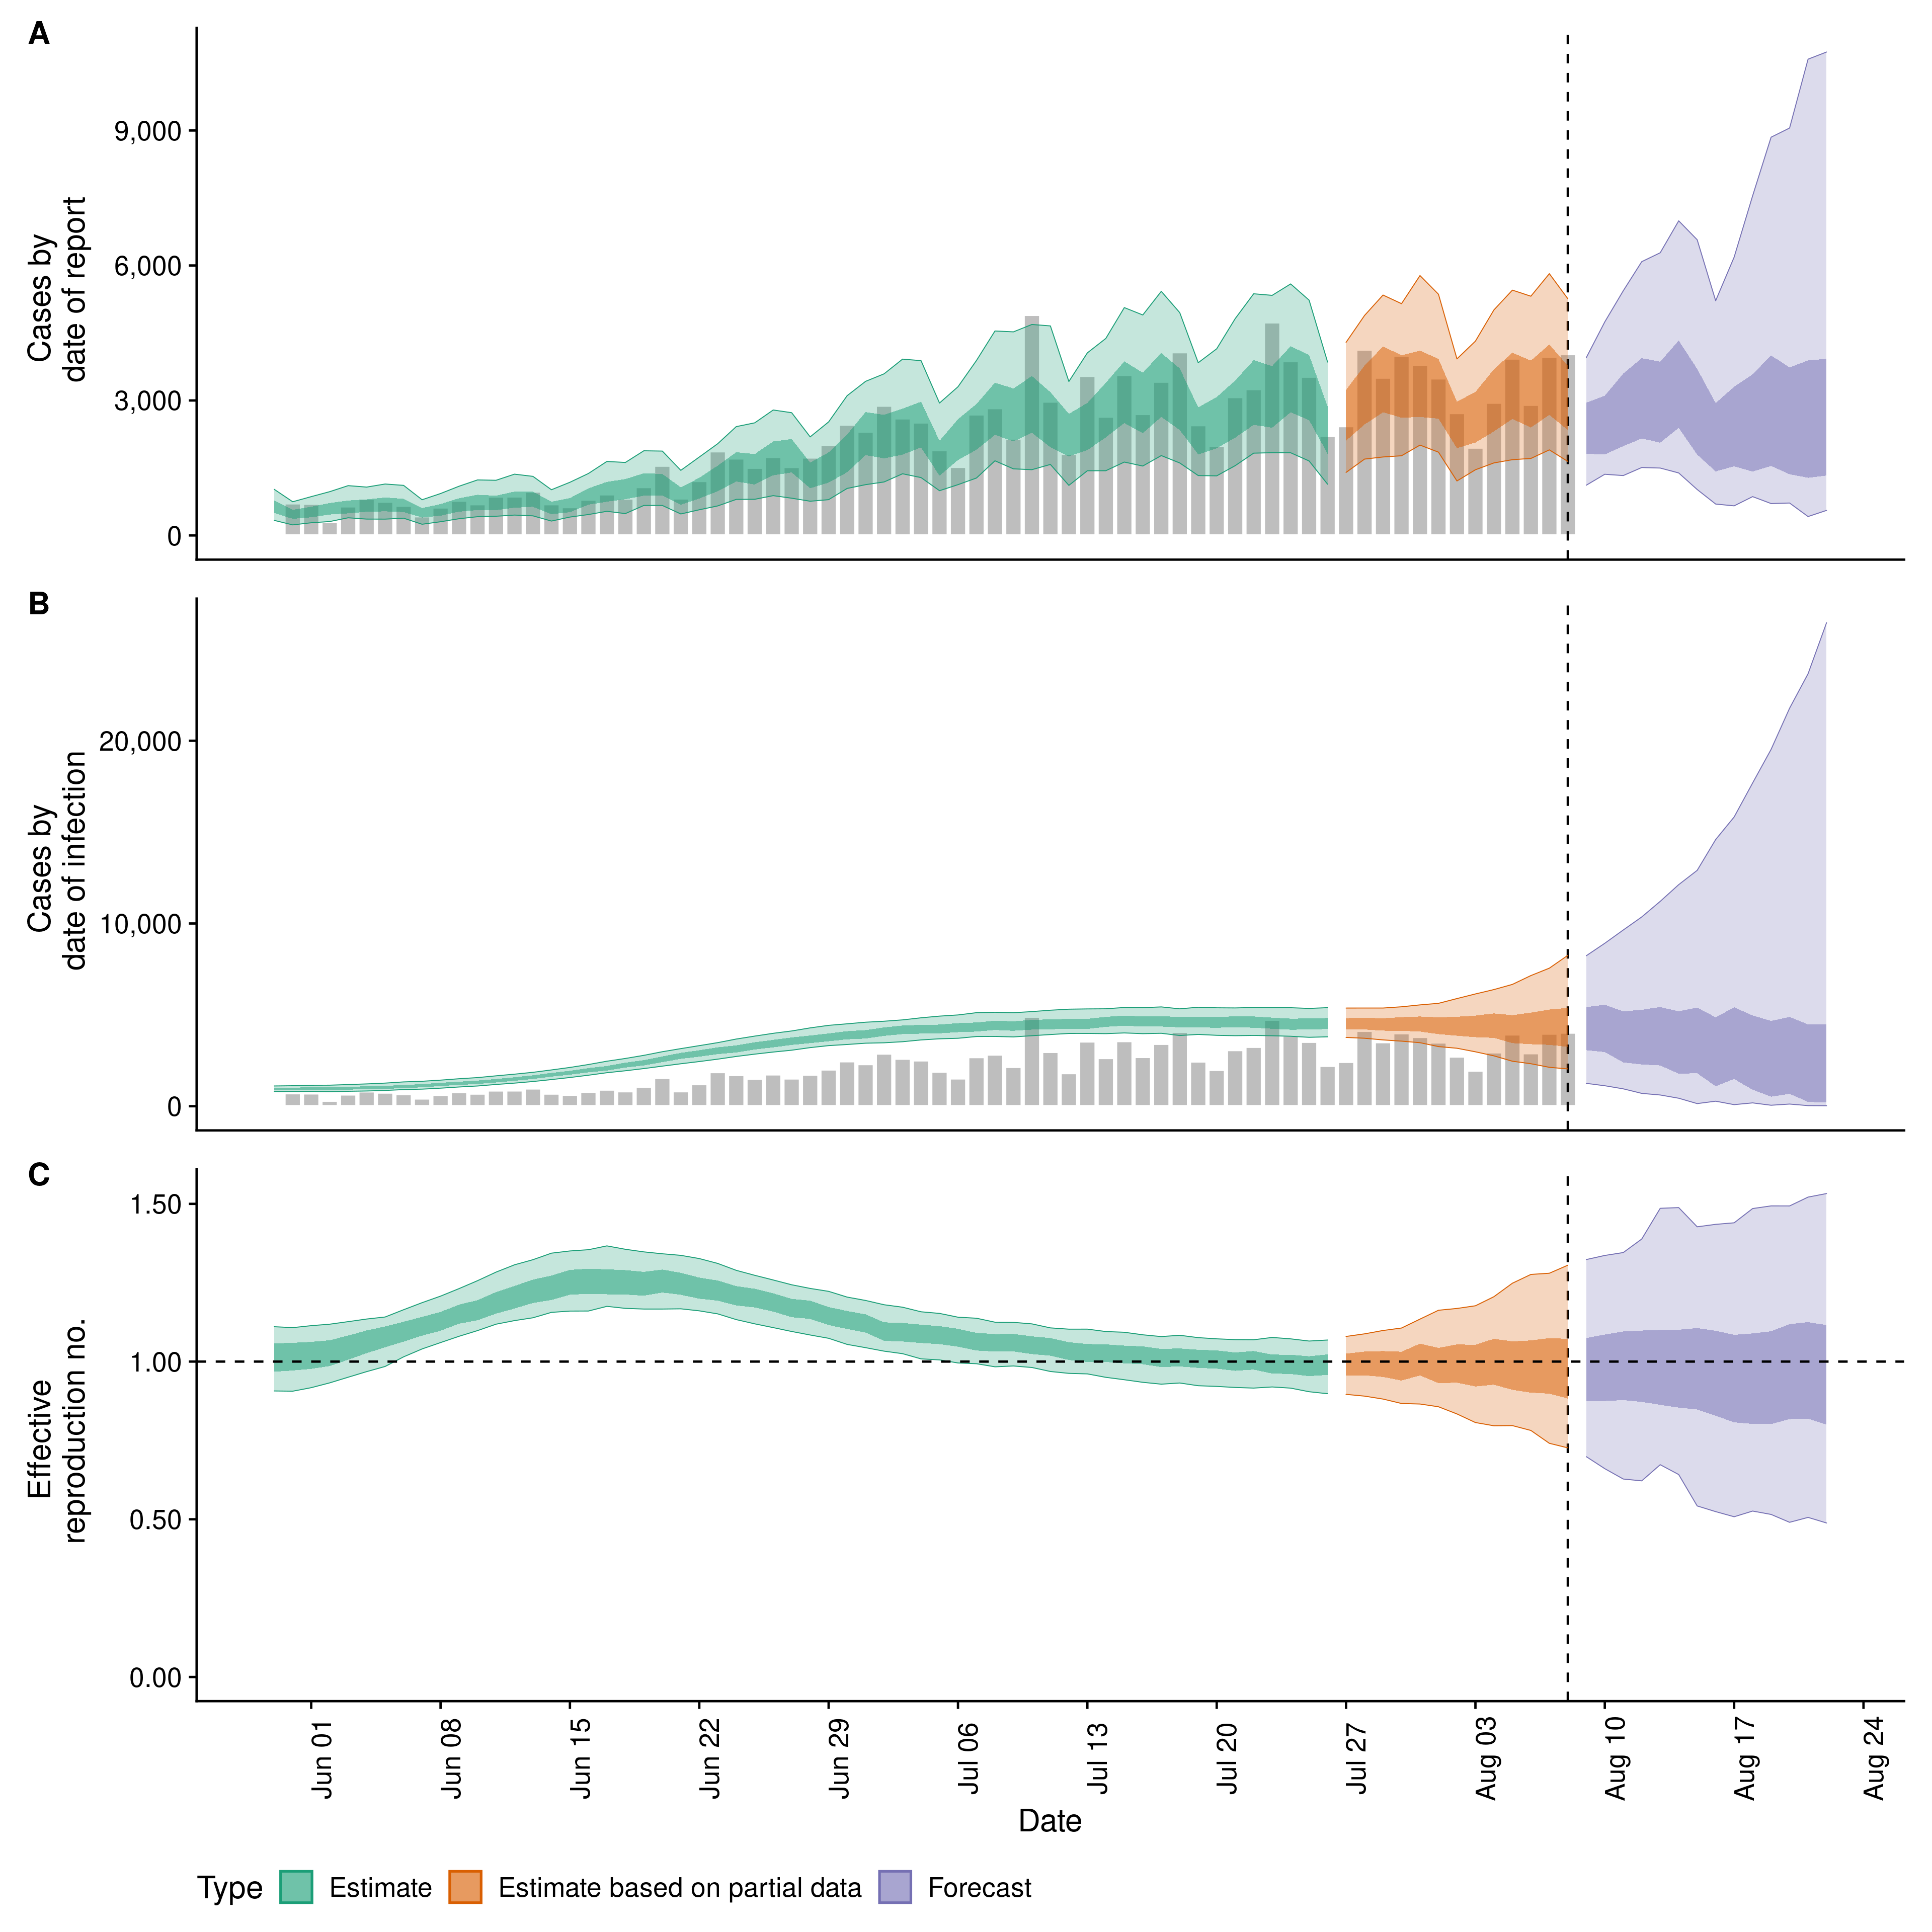 A
Cases by
date of report
9,000
6,000
3,000
0
B
Cases by
date of infection
20,000
10,000
0
C
Effective
reproduction no.
1.50
1.00
0.50
0.00
Jun 01
Jun 08
Jun 15
Jun 22
Jun 29
Jul 06
Jul 13
Jul 20
Jul 27
Aug 03
Aug 10
Aug 17
Aug 24
Date
Type Estimate Estimate based on partial data Forecast